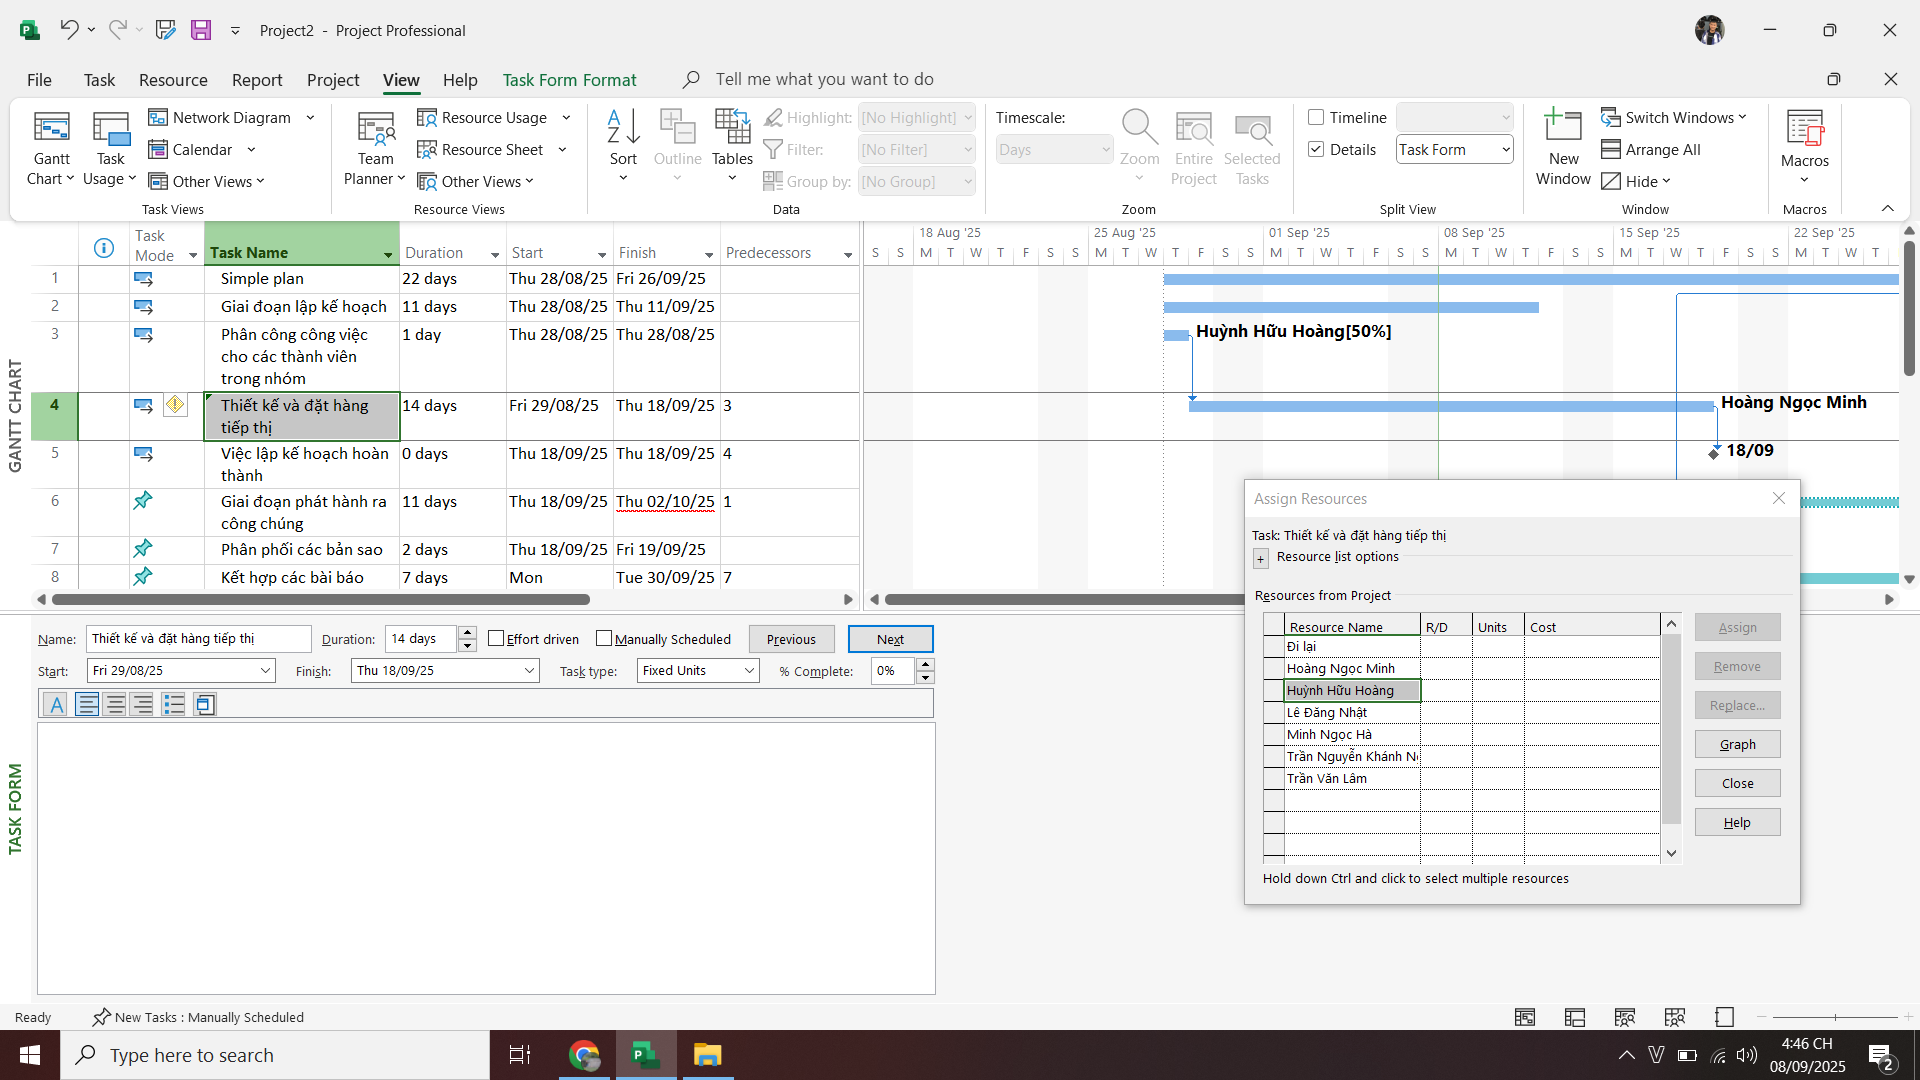 Project2 - Project Professional
File Task Resource Report Project View Help Task Form Format Tell me what you want to do
Gantt Chart
Task Usage
Network Diagram
Calendar
Other Views
Task Views
Team Planner
Resource Usage
Resource Sheet
Other Views
Resource Views
Sort
Outline
Tables
Highlight: [No Highlight]
Filter: [No Filter]
Group by: [No Group]
Data
Timescale:
Days
Zoom
Entire Project
Selected Tasks
Zoom
Timeline
Details Task Form
Split View
New Window
Switch Windows
Arrange All
Hide
Window
Macros
Macros
GANTT CHART
Task Mode Task Name Duration Start Finish Predecessors
1 Simple plan 22 days Thu 28/08/25 Fri 26/09/25
2 Giai đoạn lập kế hoạch 11 days Thu 28/08/25 Thu 11/09/25
3 Phân công công việc cho các thành viên trong nhóm 1 day Thu 28/08/25 Thu 28/08/25
4 Thiết kế và đặt hàng tiếp thị 14 days Fri 29/08/25 Thu 18/09/25 3
5 Việc lập kế hoạch hoàn thành 0 days Thu 18/09/25 Thu 18/09/25 4
6 Giai đoạn phát hành ra công chúng 11 days Thu 18/09/25 Thu 02/10/25 1
7 Phân phối các bản sao 2 days Thu 18/09/25 Fri 19/09/25
8 Kết hợp các bài báo 7 days Mon Tue 30/09/25 7
18 Aug '25 25 Aug '25 01 Sep '25 08 Sep '25 15 Sep '25 22 Sep '25
S S M T W T F S S M T W T F S S M T W T F S S M T W T F S S M T W T F S S M T W T
Huỳnh Hữu Hoàng[50%]
Hoàng Ngọc Minh
18/09
Assign Resources
Task: Thiết kế và đặt hàng tiếp thị
+ Resource list options
Resources from Project
Resource Name R/D Units Cost
Đi lại
Hoàng Ngọc Minh
Huỳnh Hữu Hoàng
Lê Đăng Nhật
Minh Ngọc Hà
Trần Nguyễn Khánh
Trần Văn Lâm
Assign
Remove
Replace...
Graph
Close
Help
Hold down Ctrl and click to select multiple resources
TASK FORM
Name: Thiết kế và đặt hàng tiếp thị Duration: 14 days Effort driven Manually Scheduled Previous Next
Start: Fri 29/08/25 Finish: Thu 18/09/25 Task type: Fixed Units % Complete: 0%
A
Ready New Tasks : Manually Scheduled
Type here to search
4:46 CH
08/09/2025
2